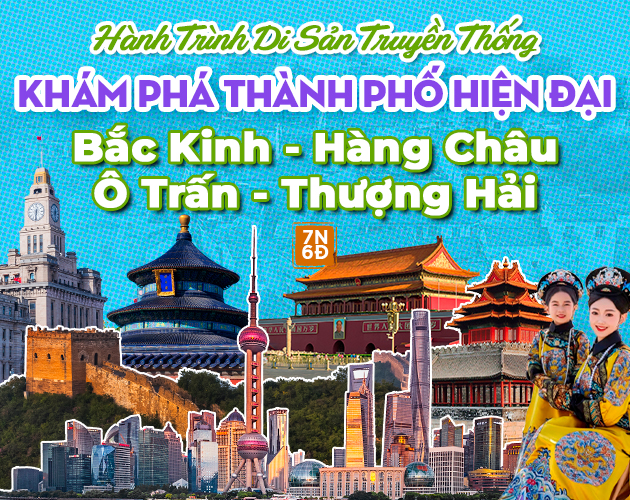 Hành Trình Di Sản Truyền Thống
KHÁM PHÁ THÀNH PHỐ HIỆN ĐẠI
Bắc Kinh - Hàng Châu
Ô Trấn - Thượng Hải
7N
6Đ